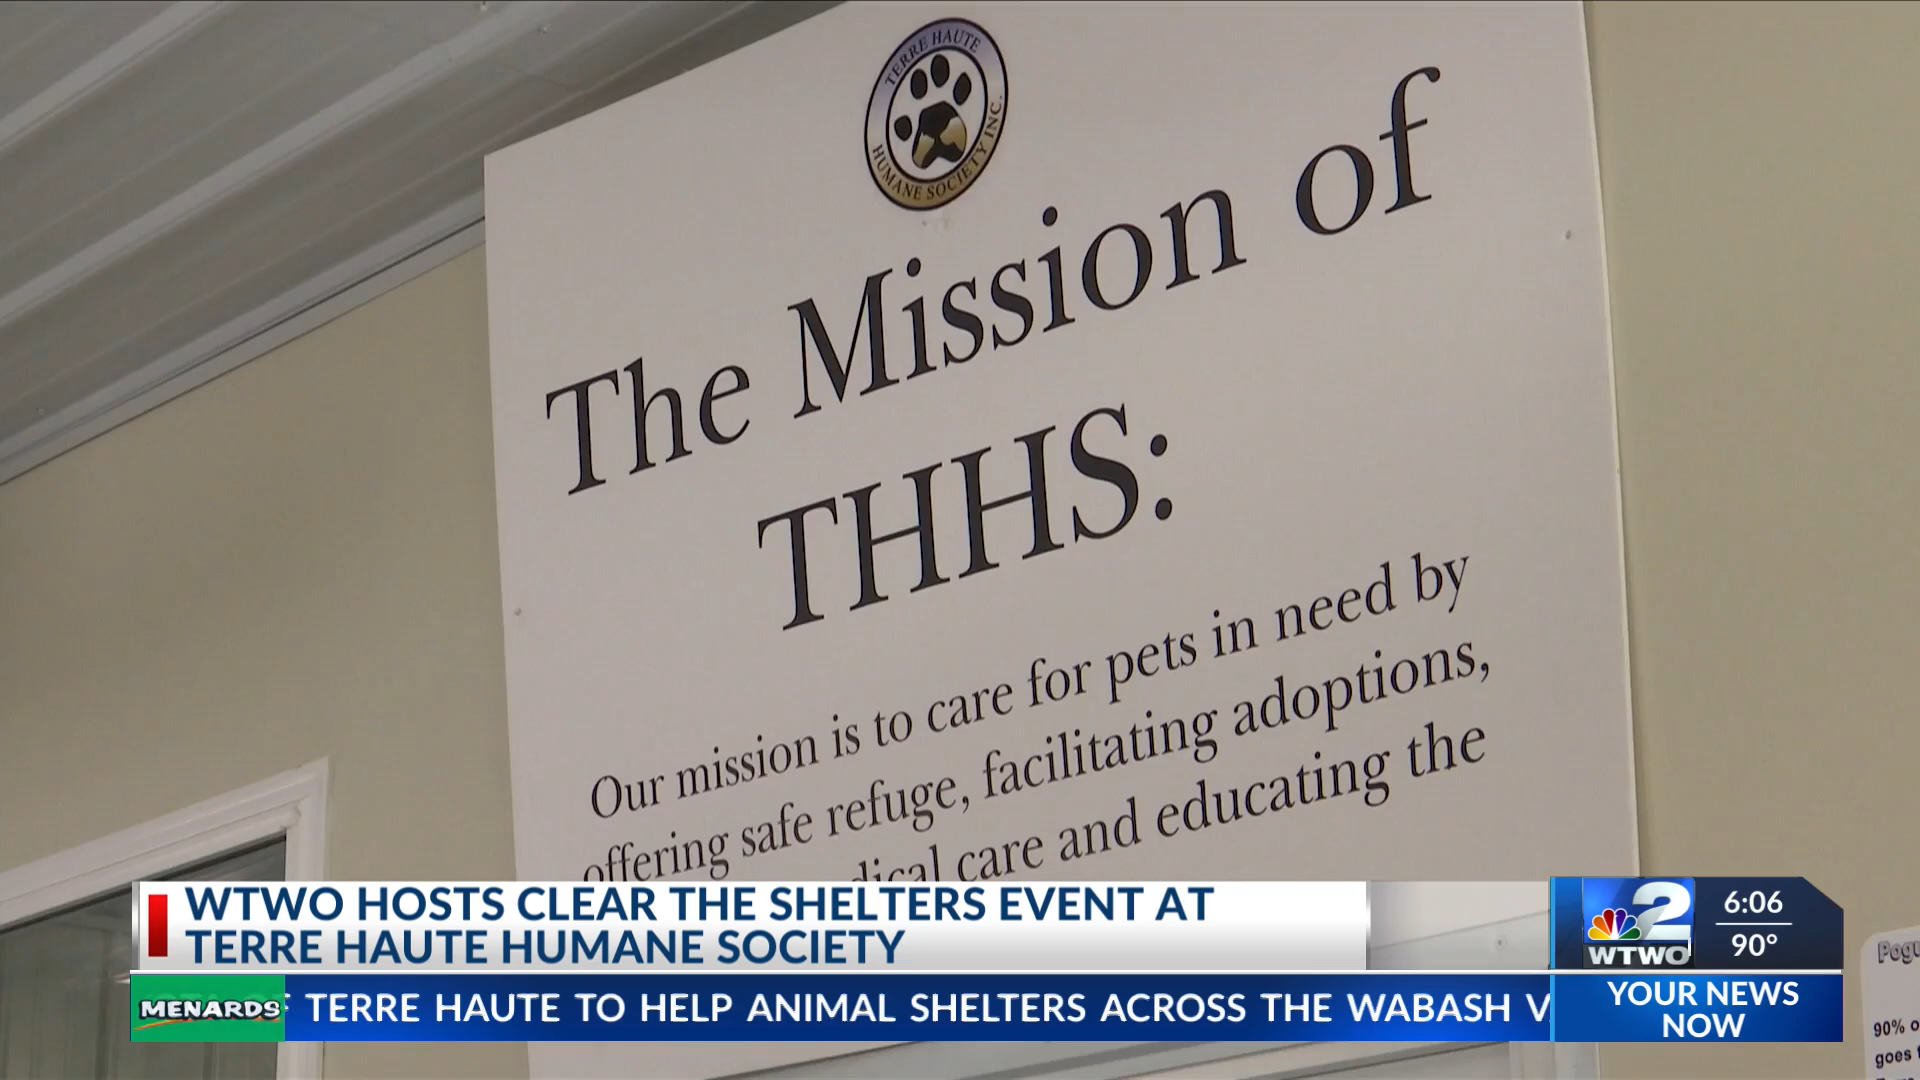 TERRE HAUTE
HUMANE SOCIETY INC.
The Mission of
THHS:
Our mission is to care for pets in need by
offering safe refuge, facilitating adoptions,
care and educating the
WTWO HOSTS CLEAR THE SHELTERS EVENT AT
TERRE HAUTE HUMANE SOCIETY
2
WTWO
6:06
90°
MENARDS
TERRE HAUTE TO HELP ANIMAL SHELTERS ACROSS THE WABASH
YOUR NEWS
NOW
90%
goes